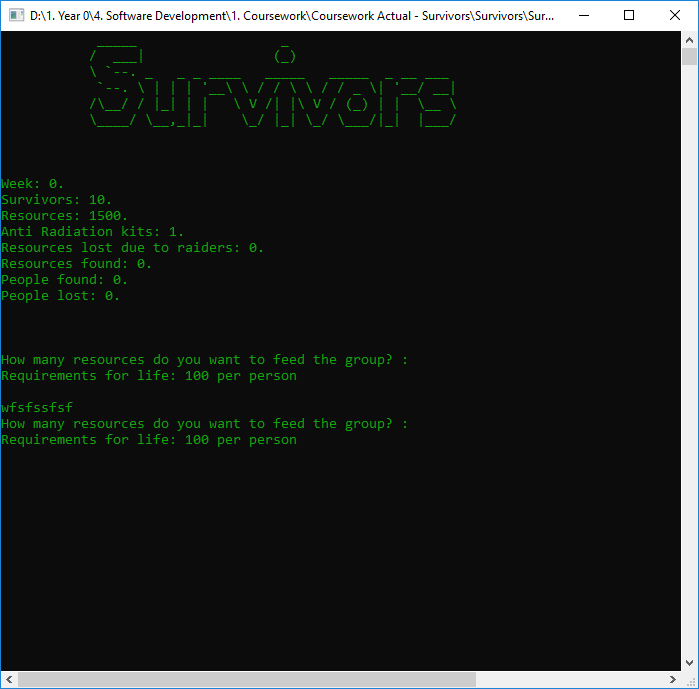 D:\1. Year 0\4. Software Development\1. Coursework\Coursework Actual - Survivors\Survivors\Sur...
Survivors
Week: 0.
Survivors: 10.
Resources: 1500.
Anti Radiation kits: 1.
Resources lost due to raiders: 0.
Resources found: 0.
People found: 0.
People lost: 0.
How many resources do you want to feed the group? :
Requirements for life: 100 per person
wfsfssfsf
How many resources do you want to feed the group? :
Requirements for life: 100 per person